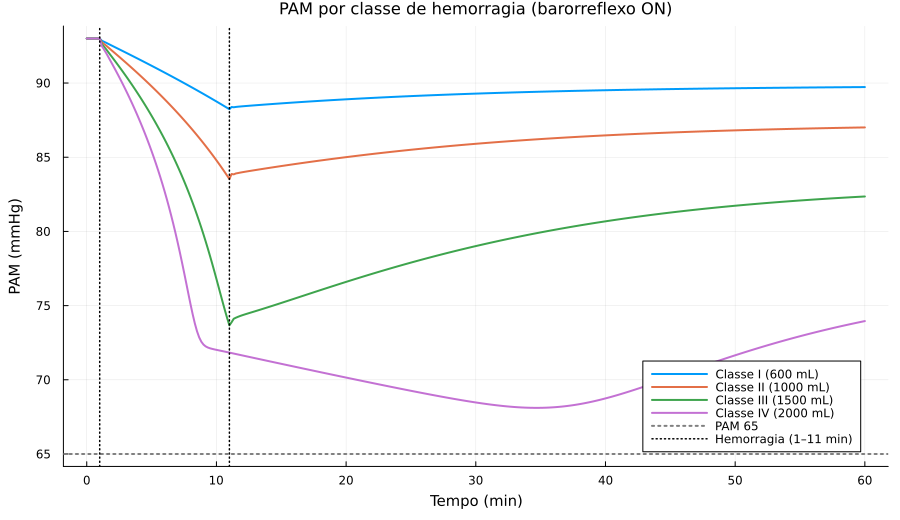 PAM por classe de hemorragia (barorreflexo ON)
PAM (mmHg)
90
85
80
75
70
65
Classe I (600 mL)
Classe II (1000 mL)
Classe III (1500 mL)
Classe IV (2000 mL)
PAM 65
Hemorragia (1–11 min)
0 10 20 30 40 50 60
Tempo (min)